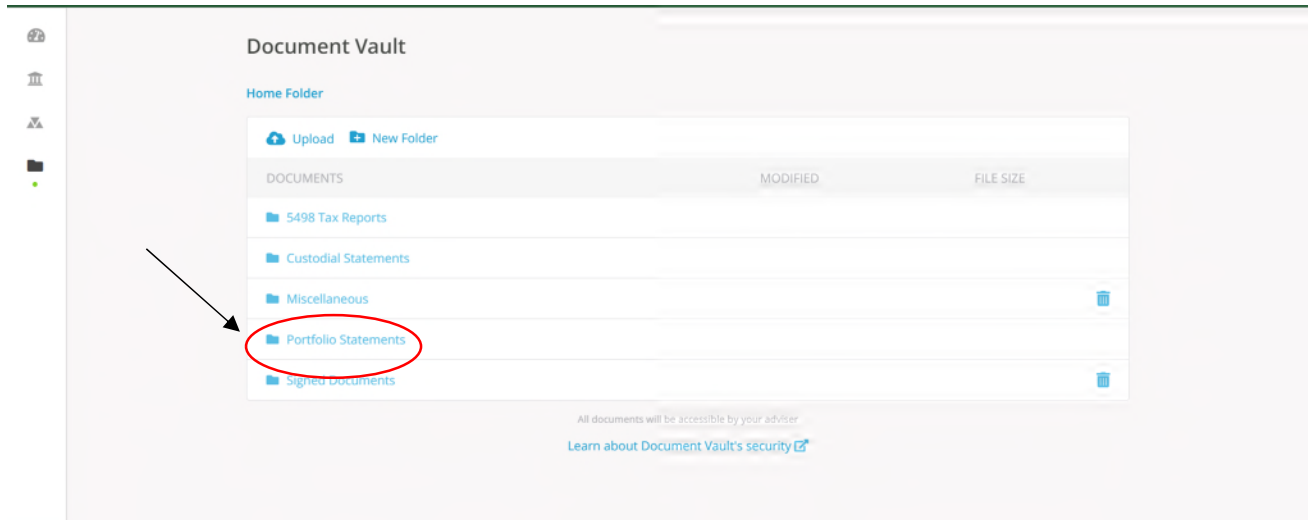 Document Vault
Home Folder
Upload New Folder
DOCUMENTS MODIFIED FILE SIZE
5498 Tax Reports
Custodial Statements
Miscellaneous
Portfolio Statements
Signed Documents
All documents will be accessible by your adviser
Learn about Document Vault's security